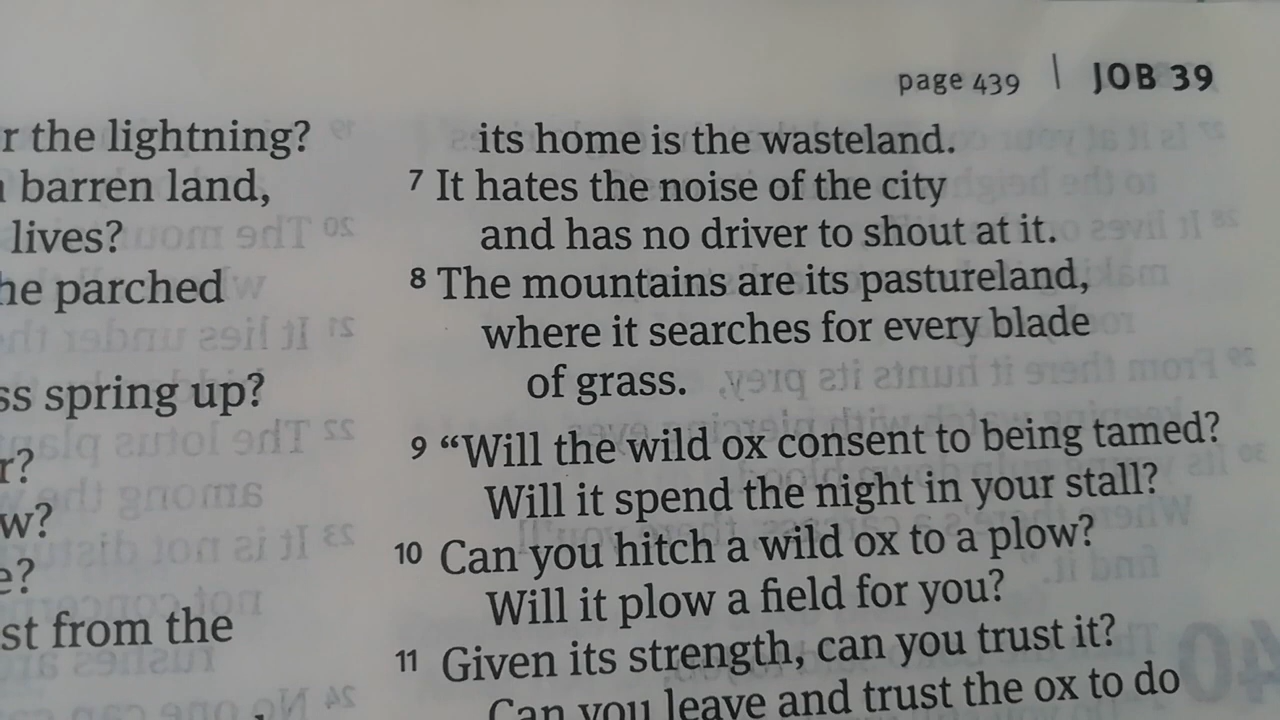 page 439 | JOB 39
r the lightning?
barren land,
lives?
he parched
ss spring up?
r?
w?
e?
st from the
its home is the wasteland.
7 It hates the noise of the city
and has no driver to shout at it.
8 The mountains are its pastureland,
where it searches for every blade
of grass.
9 “Will the wild ox consent to being tamed?
Will it spend the night in your stall?
10 Can you hitch a wild ox to a plow?
Will it plow a field for you?
11 Given its strength, can you trust it?
Can you leave and trust the ox to do